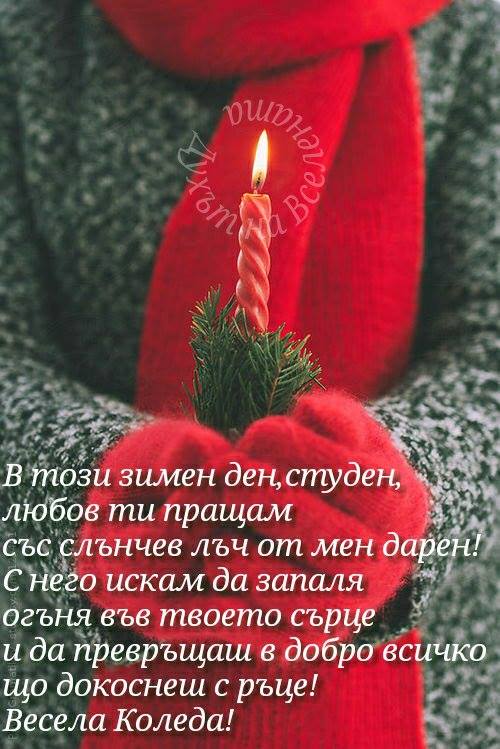 Духът на Вселената
В този зимен ден,студен,
любов ти пращам
със слънчев лъч от мен дарен!
С него искам да запаля
огъня във твоето сърце
и да превръщаш в добро всичко
що докоснеш с ръце!
Весела Коледа!